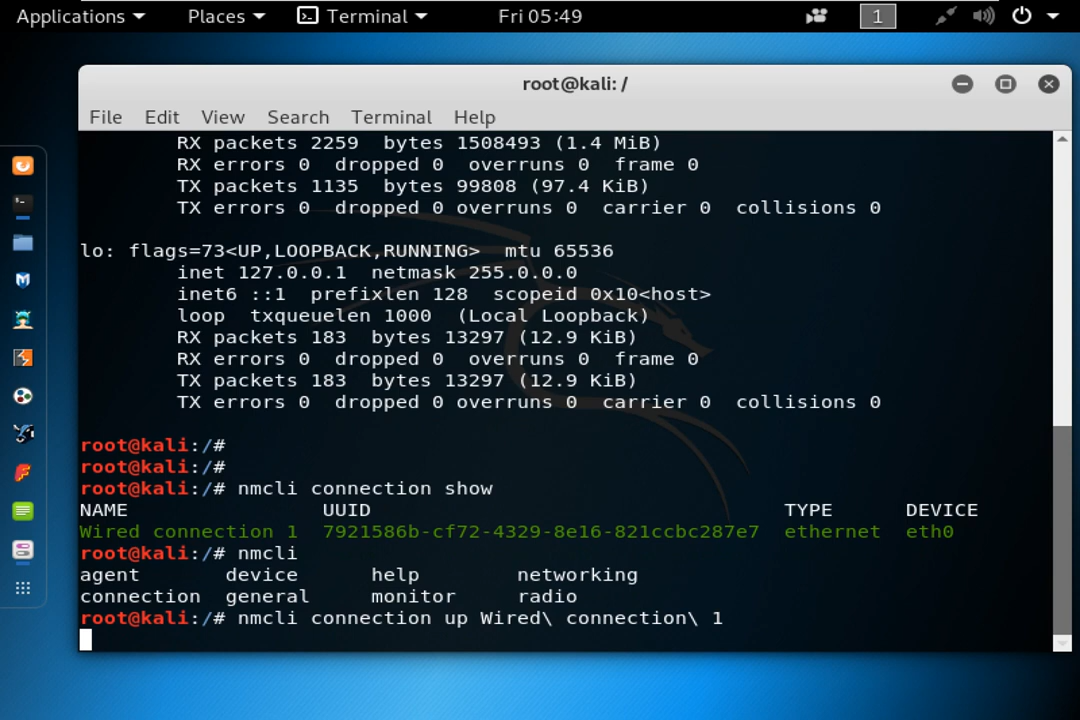 Applications Places Terminal Fri 05:49 1
root@kali: /
File Edit View Search Terminal Help
RX packets 2259 bytes 1508493 (1.4 MiB)
RX errors 0 dropped 0 overruns 0 frame 0
TX packets 1135 bytes 99808 (97.4 KiB)
TX errors 0 dropped 0 overruns 0 carrier 0 collisions 0
lo: flags=73<UP,LOOPBACK,RUNNING> mtu 65536
inet 127.0.0.1 netmask 255.0.0.0
inet6 ::1 prefixlen 128 scopeid 0x10<host>
loop txqueuelen 1000 (Local Loopback)
RX packets 183 bytes 13297 (12.9 KiB)
RX errors 0 dropped 0 overruns 0 frame 0
TX packets 183 bytes 13297 (12.9 KiB)
TX errors 0 dropped 0 overruns 0 carrier 0 collisions 0
root@kali:/#
root@kali:/#
root@kali:/# nmcli connection show
NAME UUID TYPE DEVICE
Wired connection 1 7921586b-cf72-4329-8e16-821ccbc287e7 ethernet eth0
root@kali:/# nmcli
agent device help networking
connection general monitor radio
root@kali:/# nmcli connection up Wired\ connection\ 1